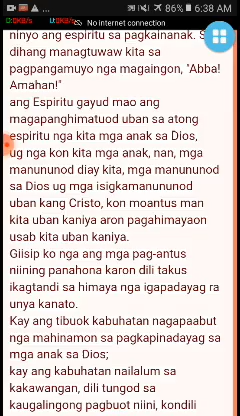 86% 6:38 AM
0.0KB/s U:0KB/s No internet connection
ninyo ang espiritu sa pagkainanak. S
dihang managtuwaw kita sa
pagpangamuyo nga magaingon, "Abba!
Amahan!"
ang Espiritu gayud mao ang
magapanghimatuod uban sa atong
espiritu nga kita mga anak sa Dios,
ug nga kon kita mga anak, nan, mga
manununod diay kita, mga manununod
sa Dios ug mga isigkamanununod
uban kang Cristo, kon moantus man
kita uban kaniya aron pagahimayaon
usab kita uban kaniya.
Giisip ko nga ang mga pag-antus
niining panahona karon dili takus
ikagtandi sa himaya nga igapadayag ra
unya kanato.
Kay ang tibuok kabuhatan nagapaabut
nga mahinamon sa pagkapinadayag sa
mga anak sa Dios;
kay ang kabuhatan nailalum sa
kakawangan, dili tungod sa
kaugalingong pagbuot niini, kondili